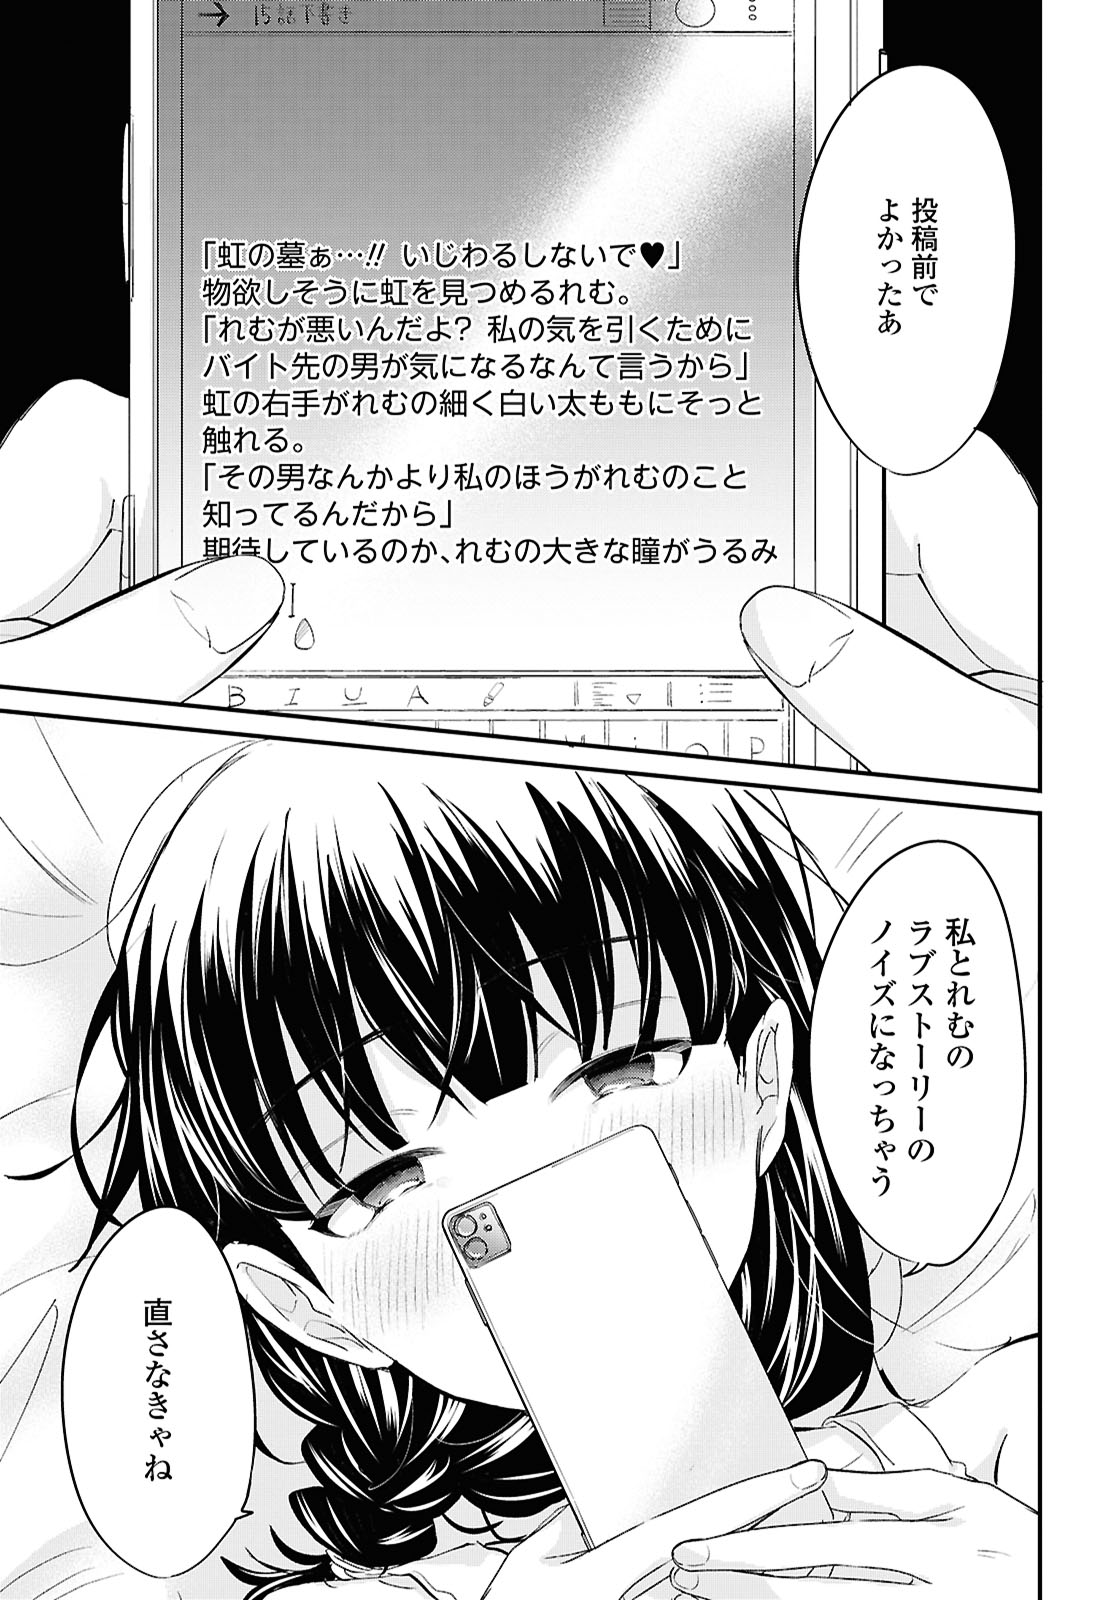 → 15話下書き
投稿前で
よかったあ
「虹の墓ぁ…!! いじわるしないで♥」
物欲しそうに虹を見つめるれむ。
「れむが悪いんだよ? 私の気を引くために
バイト先の男が気になるなんて言うから」
虹の右手がれむの細く白い太ももにそっと
触れる。
「その男なんかより私のほうがれむのこと
知ってるんだから」
期待しているのか、れむの大きな瞳がうるみ
B I U A
i o P
私とれむの
ラブストーリーの
ノイズになっちゃう
直さなきゃね